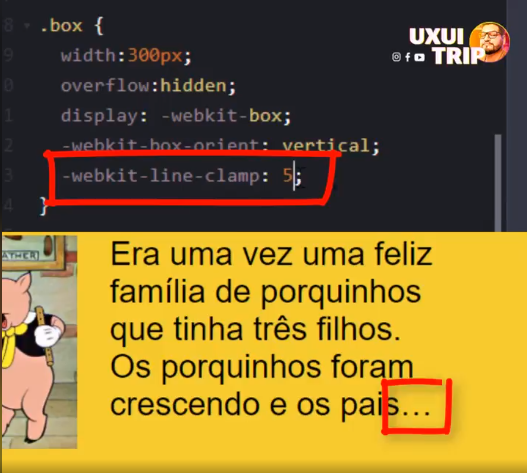 8 .box {
9 width:300px;
0 overflow:hidden;
1 display: -webkit-box;
2 -webkit-box-orient: vertical;
3 -webkit-line-clamp: 5;
4 }
UXUI
TRIP
ATHER
Era uma vez uma feliz
família de porquinhos
que tinha três filhos.
Os porquinhos foram
crescendo e os pais...